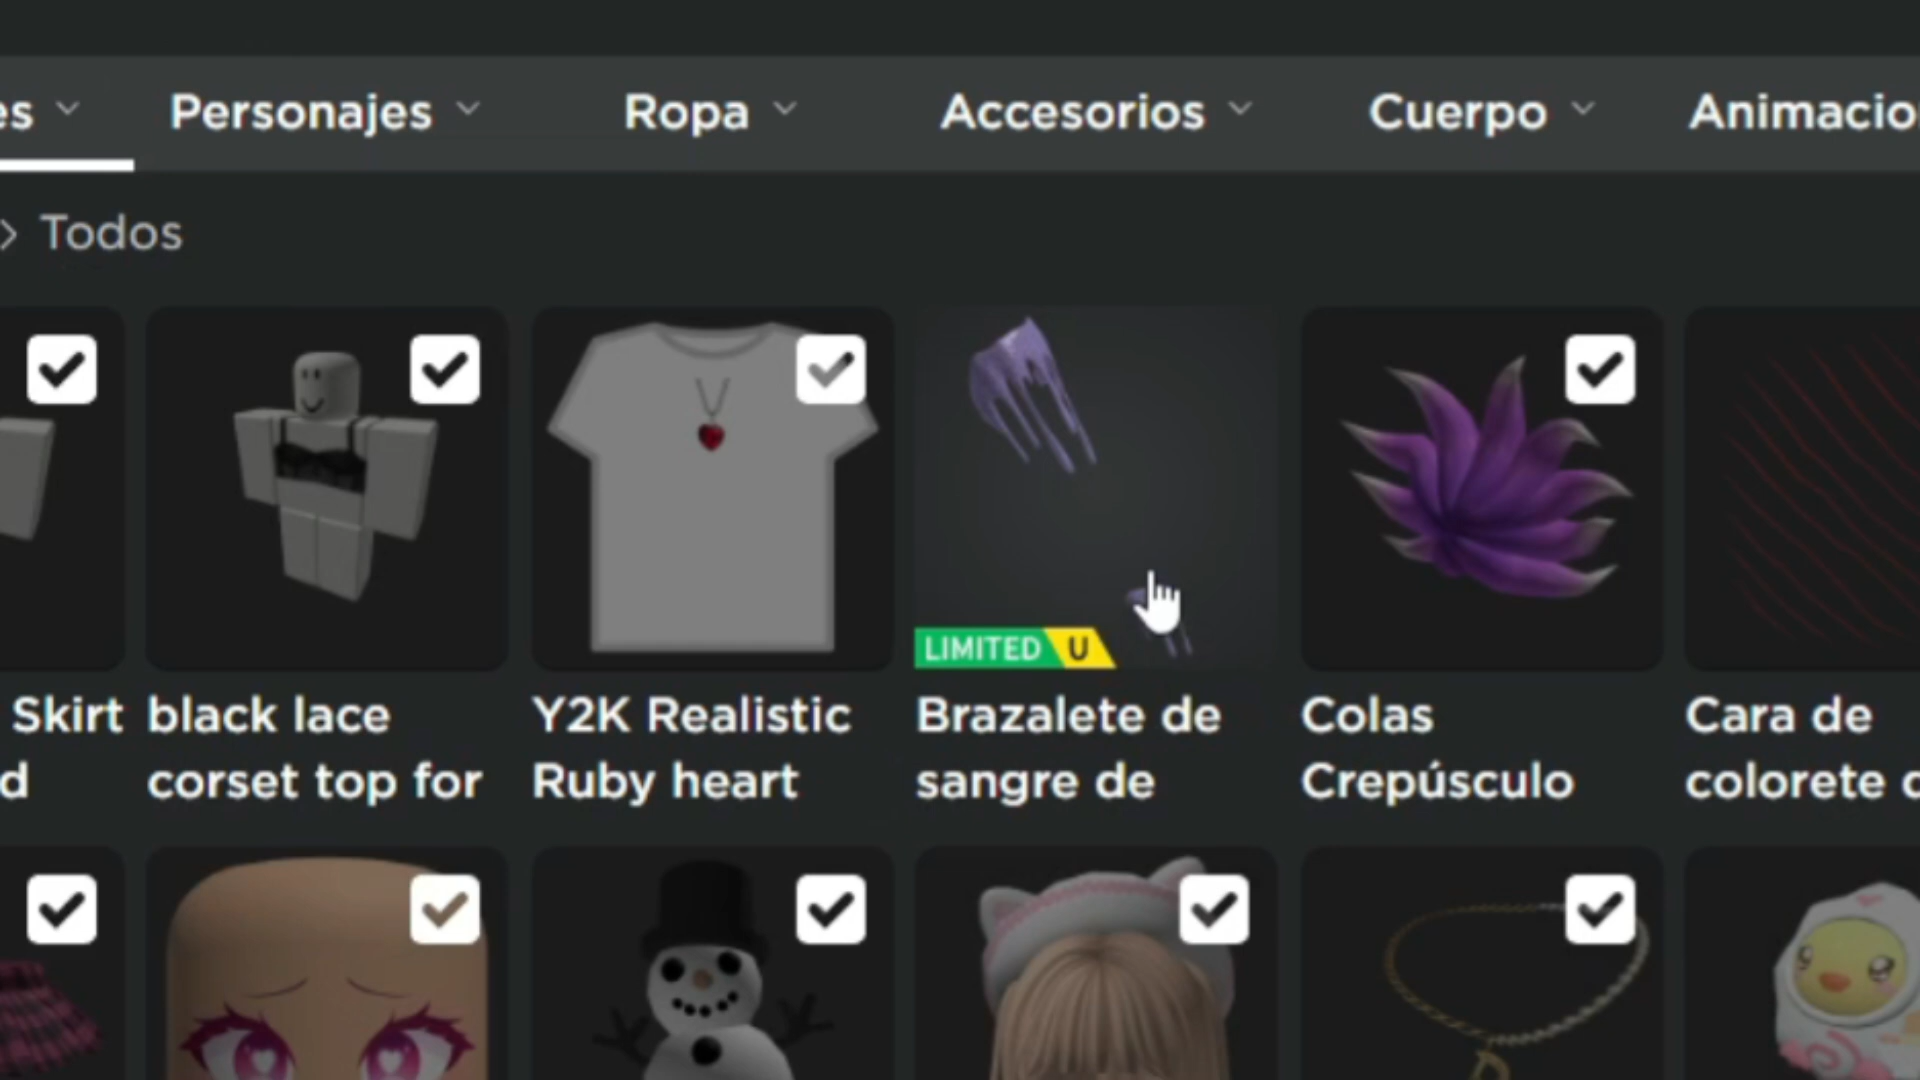 es Personajes Ropa Accesorios Cuerpo Animacio
> Todos
LIMITED U
Skirt black lace Y2K Realistic Brazalete de Colas Cara de
d corset top for Ruby heart sangre de Crepúsculo colorete